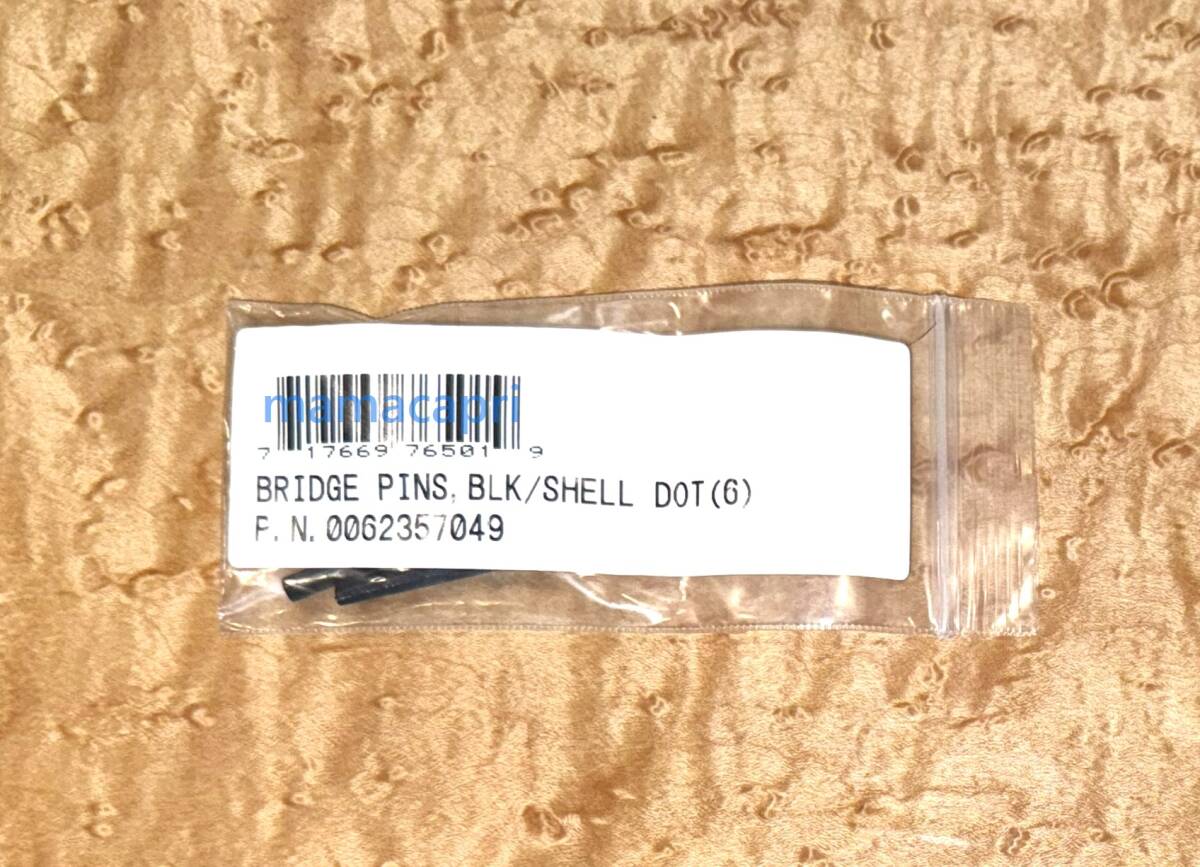 mamacapri
7 17669 76501 9
BRIDGE PINS, BLK/SHELL DOT(6)
P.N.0062357049